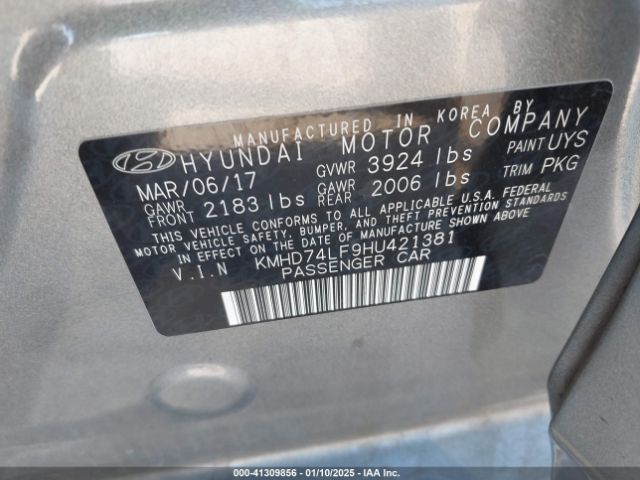 MANUFACTURED IN KOREA BY
HYUNDAI MOTOR COMPANY
MAR/06/17 GVWR 3924 lbs PAINT UYS
GAWR FRONT 2183 lbs GAWR REAR 2006 lbs TRIM PKG
THIS VEHICLE CONFORMS TO ALL APPLICABLE U.S.A. FEDERAL
MOTOR VEHICLE SAFETY, BUMPER, AND THEFT PREVENTION STANDARDS
IN EFFECT ON THE DATE OF MANUFACTURE SHOWN ABOVE
V.I.N KMHD74LF9HU421381
PASSENGER CAR
000-41309856 - 01/10/2025 - IAA Inc.